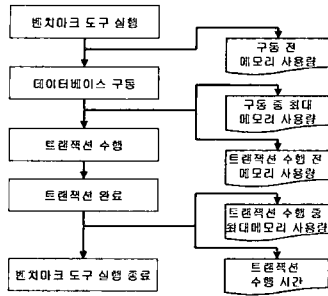 벤치마크 도구 실행
구동 전
메모리 사용량
데이터베이스 구동
구동 중 최대
메모리 사용량
트랜잭션 수행
트랜잭션 수행 전
메모리 사용량
트랜잭션 완료
트랜잭션 수행 중
최대메모리 사용량
벤치마크 도구 실행 종료
트랜잭션
수행 시간